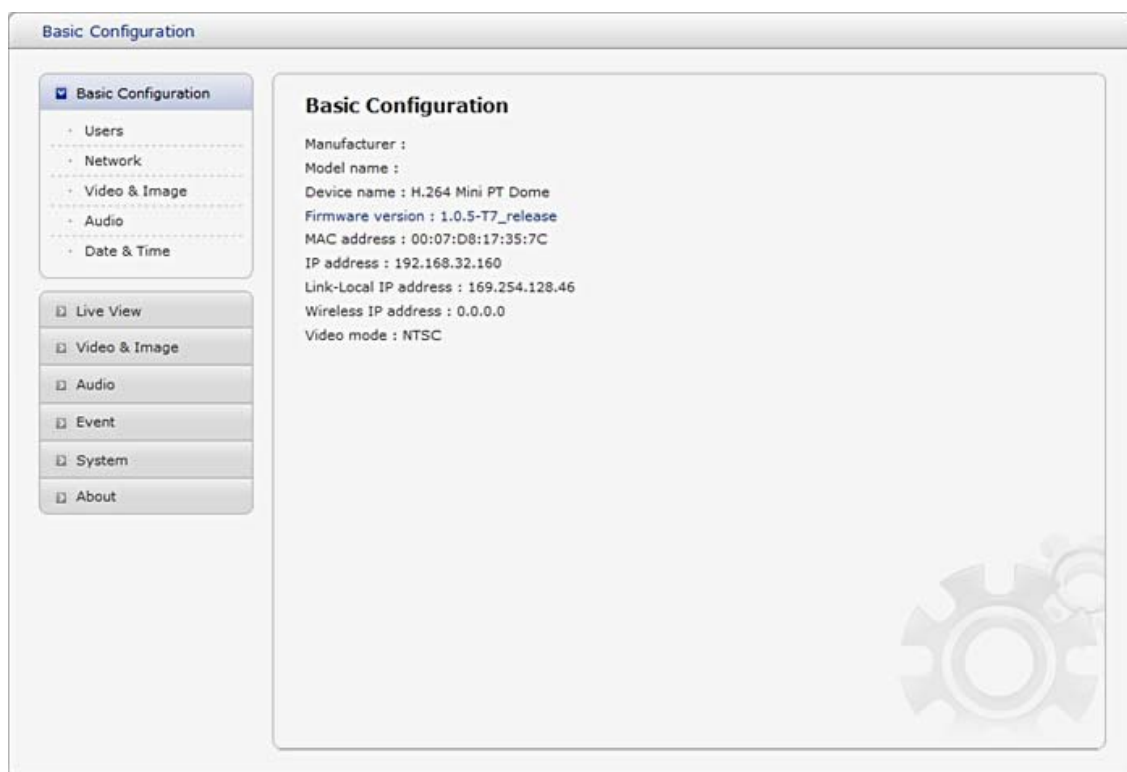 Basic Configuration
Basic Configuration
Users
Network
Video & Image
Audio
Date & Time
Live View
Video & Image
Audio
Event
System
About
Basic Configuration
Manufacturer :
Model name :
Device name : H.264 Mini PT Dome
Firmware version : 1.0.5-T7_release
MAC address : 00:07:D8:17:35:7C
IP address : 192.168.32.160
Link-Local IP address : 169.254.128.46
Wireless IP address : 0.0.0.0
Video mode : NTSC